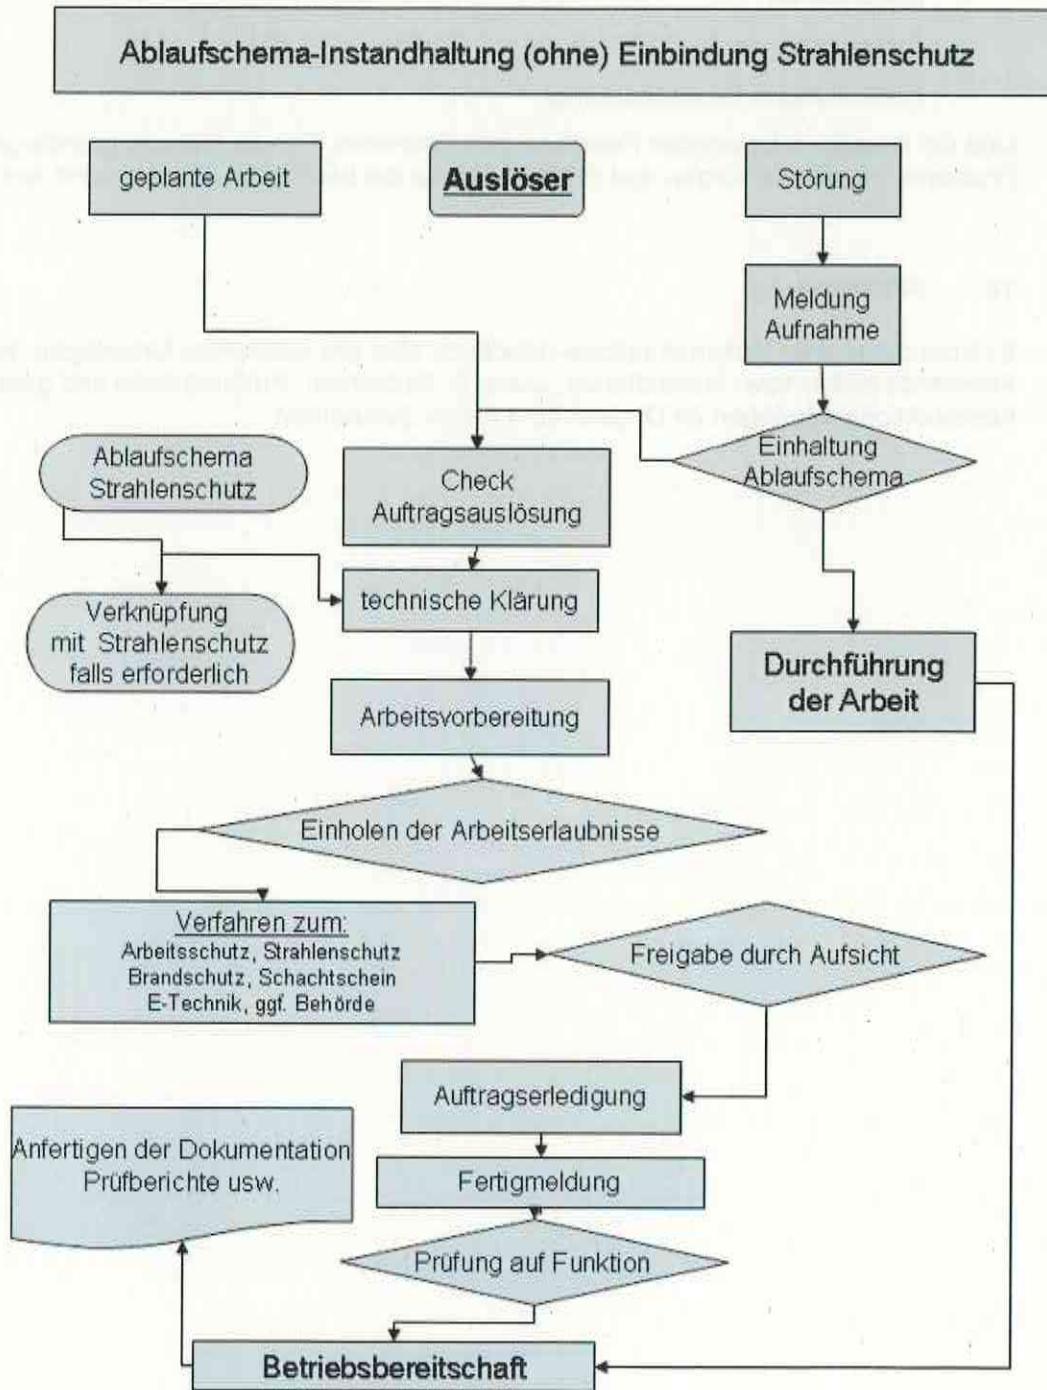 Ablaufschema-Instandhaltung (ohne) Einbindung Strahlenschutz
geplante Arbeit
Auslöser
Störung
Meldung
Aufnahme
Einhaltung
Ablaufschema
Ablaufschema
Strahlenschutz
Check
Auftragsauslösung
Verknüpfung
mit Strahlenschutz
falls erforderlich
technische Klärung
Durchführung
der Arbeit
Arbeitsvorbereitung
Einholen der Arbeitserlaubnisse
Verfahren zum:
Arbeitsschutz, Strahlenschutz
Brandschutz, Schachtschein
E-Technik, ggf. Behörde
Freigabe durch Aufsicht
Auftragserledigung
Anfertigen der Dokumentation
Prüfberichte usw.
Fertigmeldung
Prüfung auf Funktion
Betriebsbereitschaft